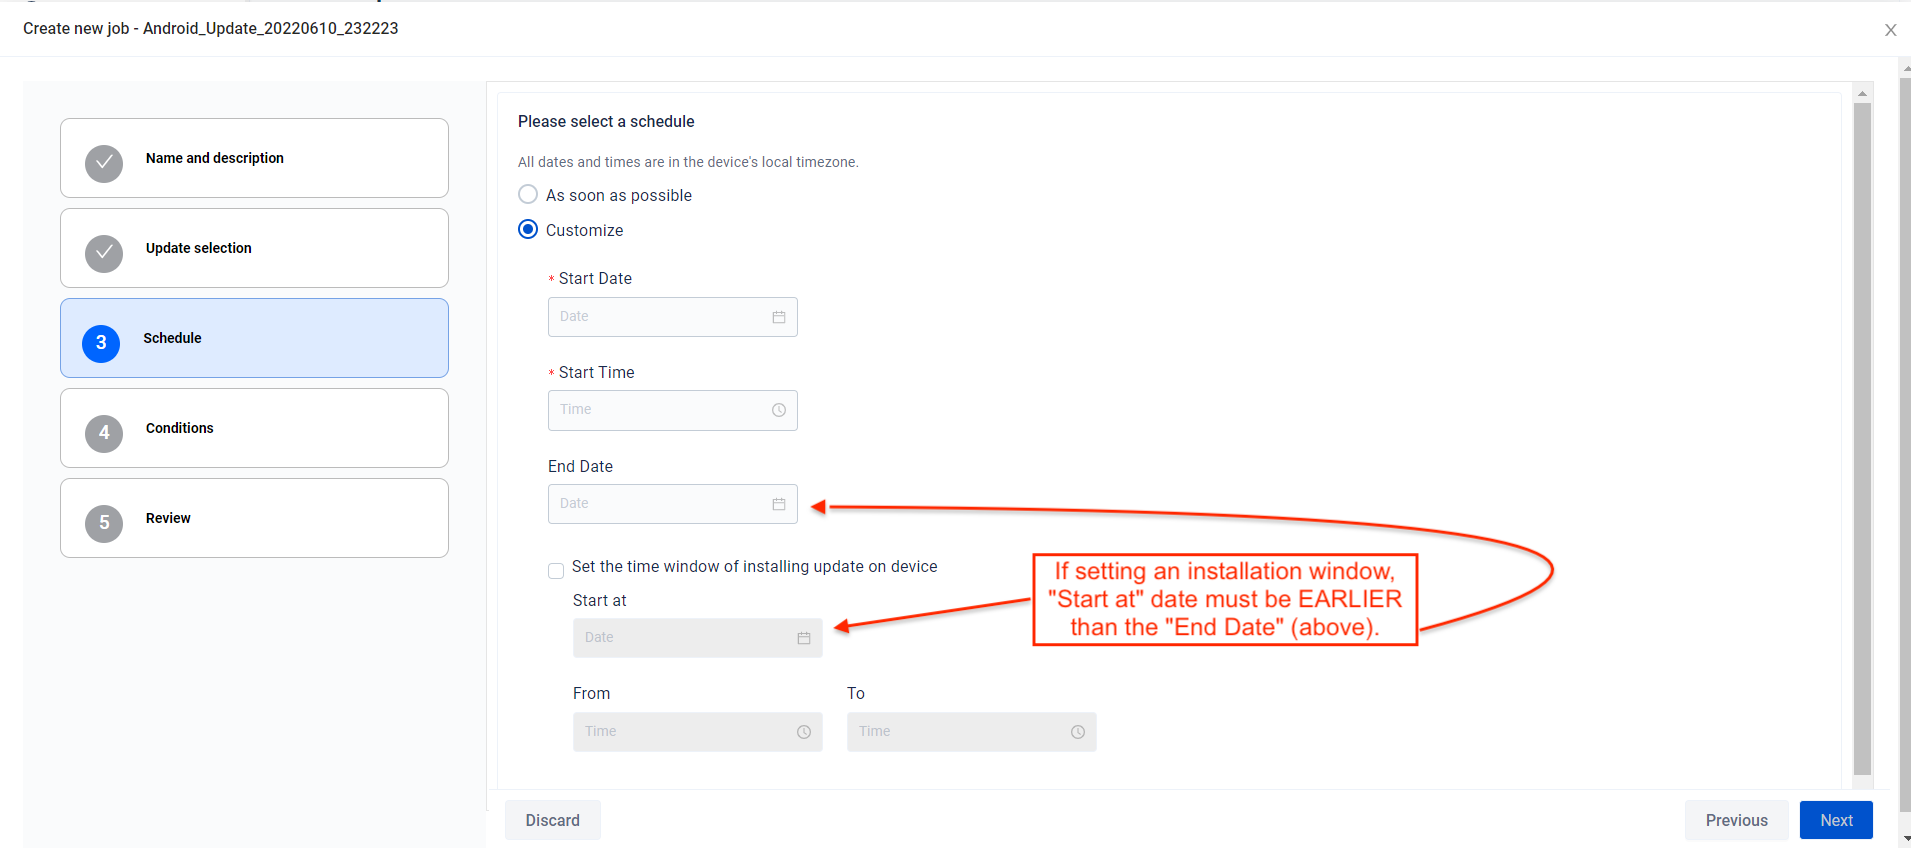 Create new job - Android_Update_20220610_232223
Name and description
Update selection
3
Schedule
4
Conditions
5
Review
Please select a schedule
All dates and times are in the device's local timezone.
As soon as possible
Customize
* Start Date
Date
* Start Time
Time
End Date
Date
Set the time window of installing update on device
Start at
Date
If setting an installation window,
"Start at" date must be EARLIER
than the "End Date" (above).
From
To
Time
Time
Discard
Previous
Next